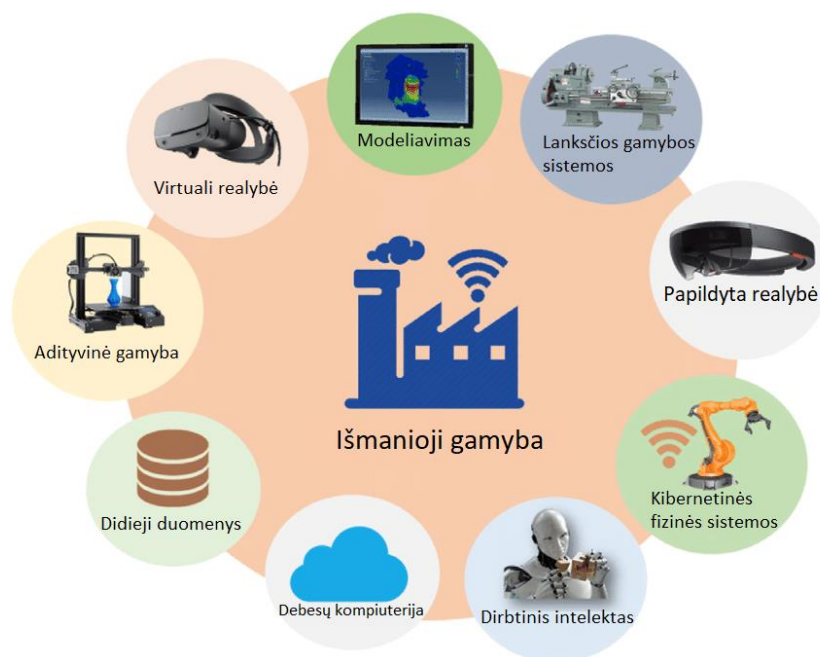 Modeliavimas
Lanksčios gamybos
sistemos
Virtuali realybė
Papildyta realybė
Adityvinė gamyba
Išmanioji gamyba
Kibernetinės
fizinės sistemos
Didieji duomenys
Debesų kompiuterija
Dirbtinis intelektas